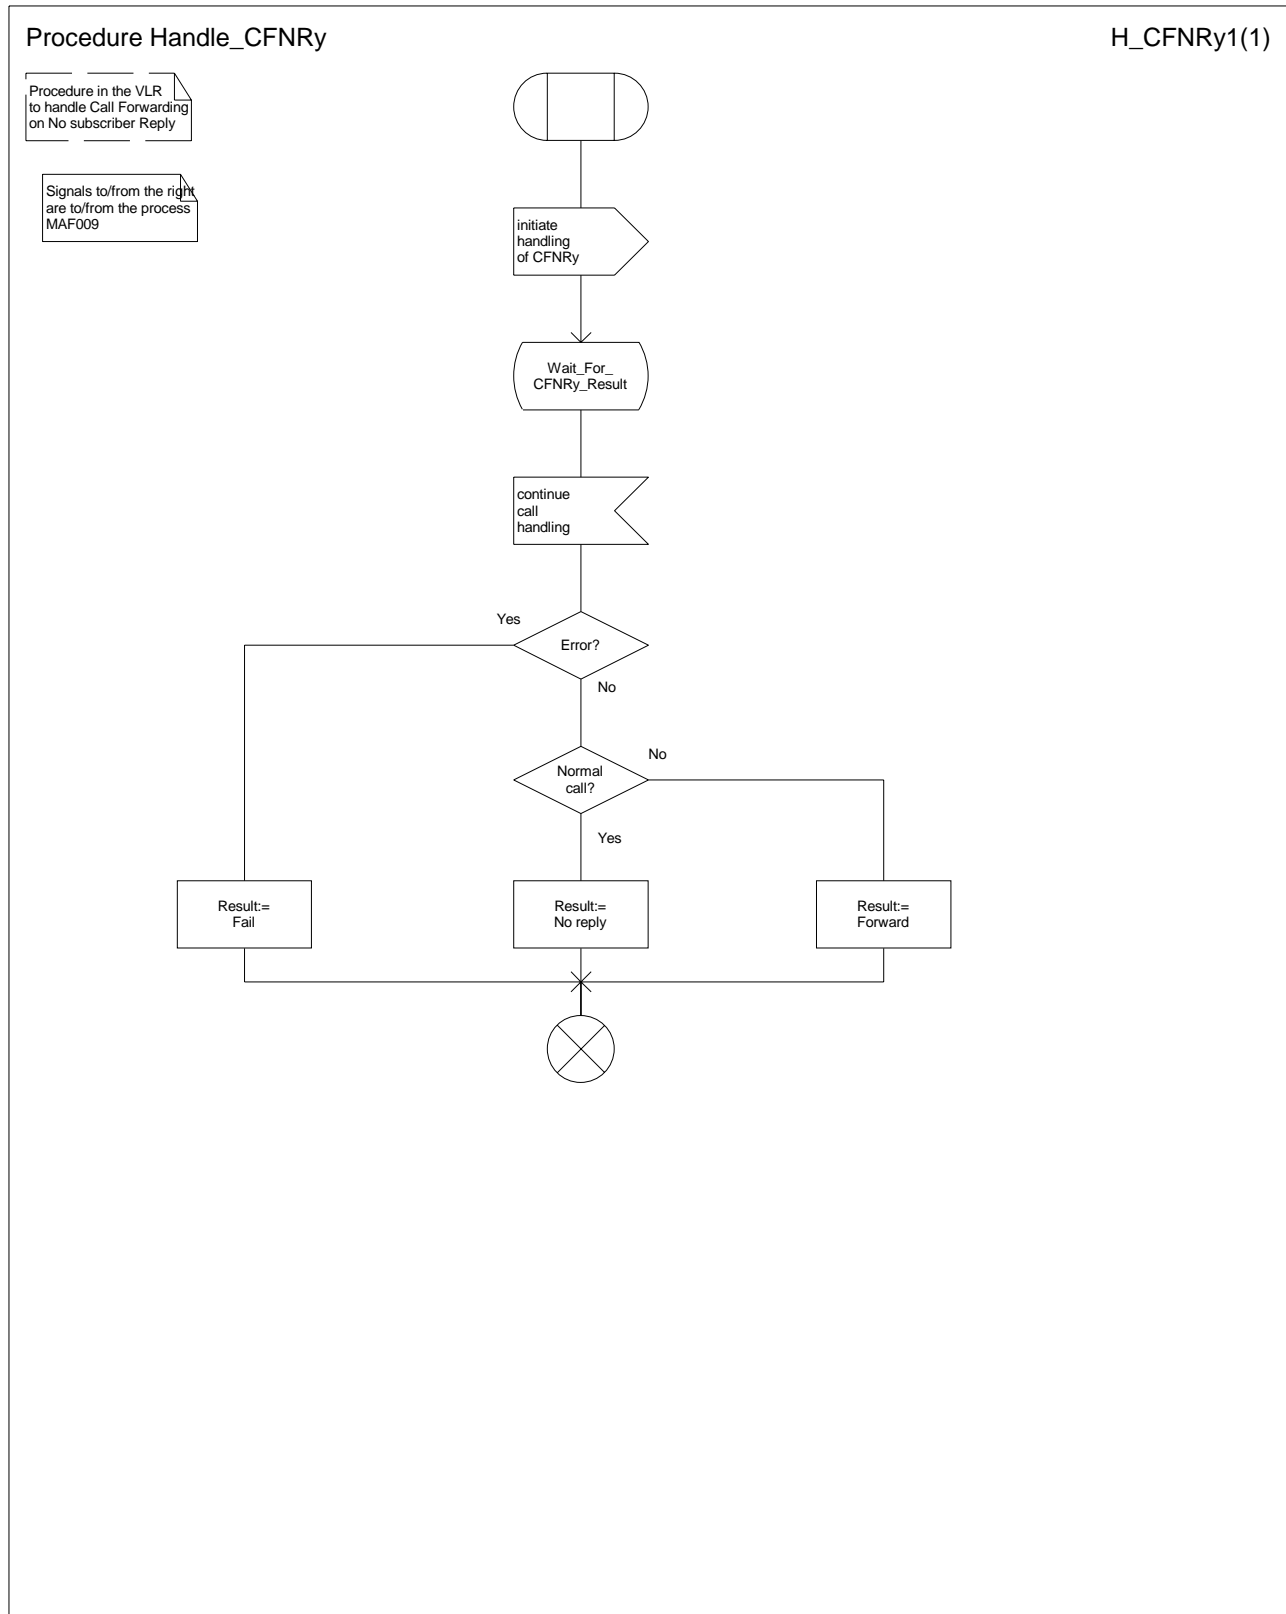 Procedure Handle_CFNRy
H_CFNRy1(1)
Procedure in the VLR
to handle Call Forwarding
on No subscriber Reply
Signals to/from the right
are to/from the process
MAF009
initiate
handling
of CFNRy
Wait_For_
CFNRy_Result
continue
call
handling
Yes
Error?
No
No
Normal
call?
Yes
Result:=
Fail
Result:=
No reply
Result:=
Forward